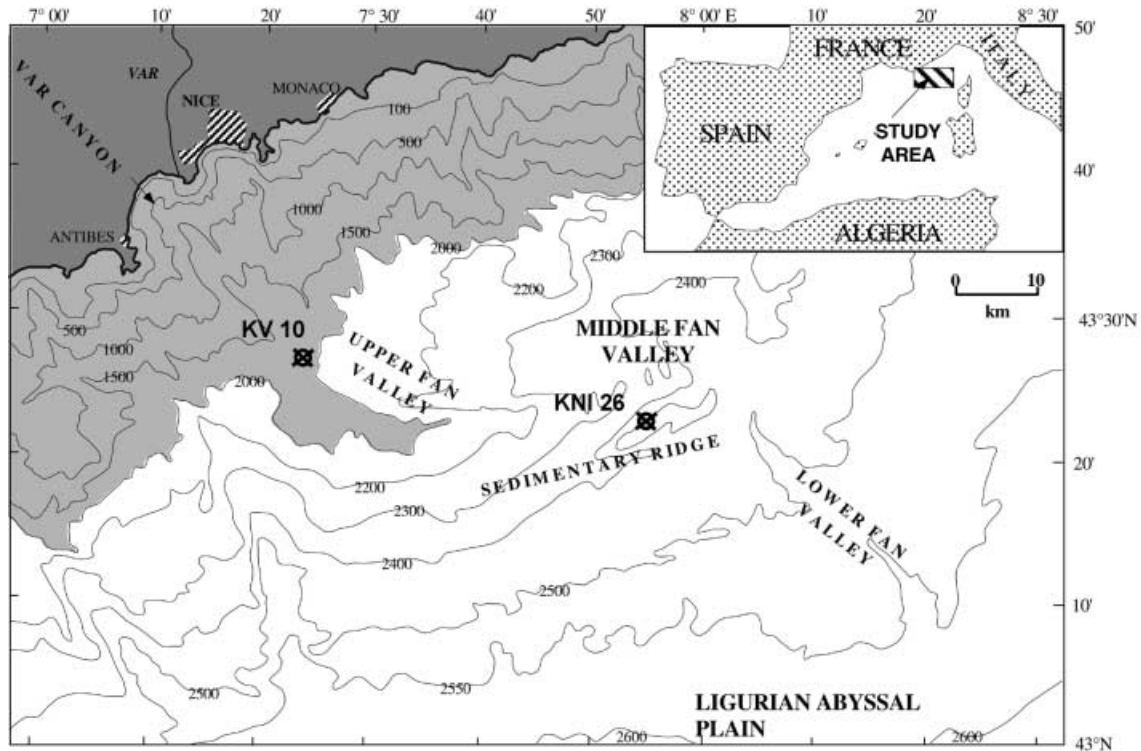 7° 00'
10'
20'
7° 30'
40'
50'
8° 00' E
10'
20'
8° 30'
50'
40'
43°30'N
20'
10'
43°N
VAR CANYON
VAR
NICE
MONACO
ANTIBES
100
500
1000
1500
2000
2200
2300
2400
500
1000
1500
2000
KV 10
UPPER FAN
VALLEY
MIDDLE FAN
VALLEY
KNI 26
SEDIMENTARY RIDGE
LOWER FAN
VALLEY
2200
2300
2400
2500
2500
2550
2600
2600
LIGURIAN ABYSSAL
PLAIN
FRANCE
ITALY
SPAIN
STUDY
AREA
ALGERIA
0 10
km